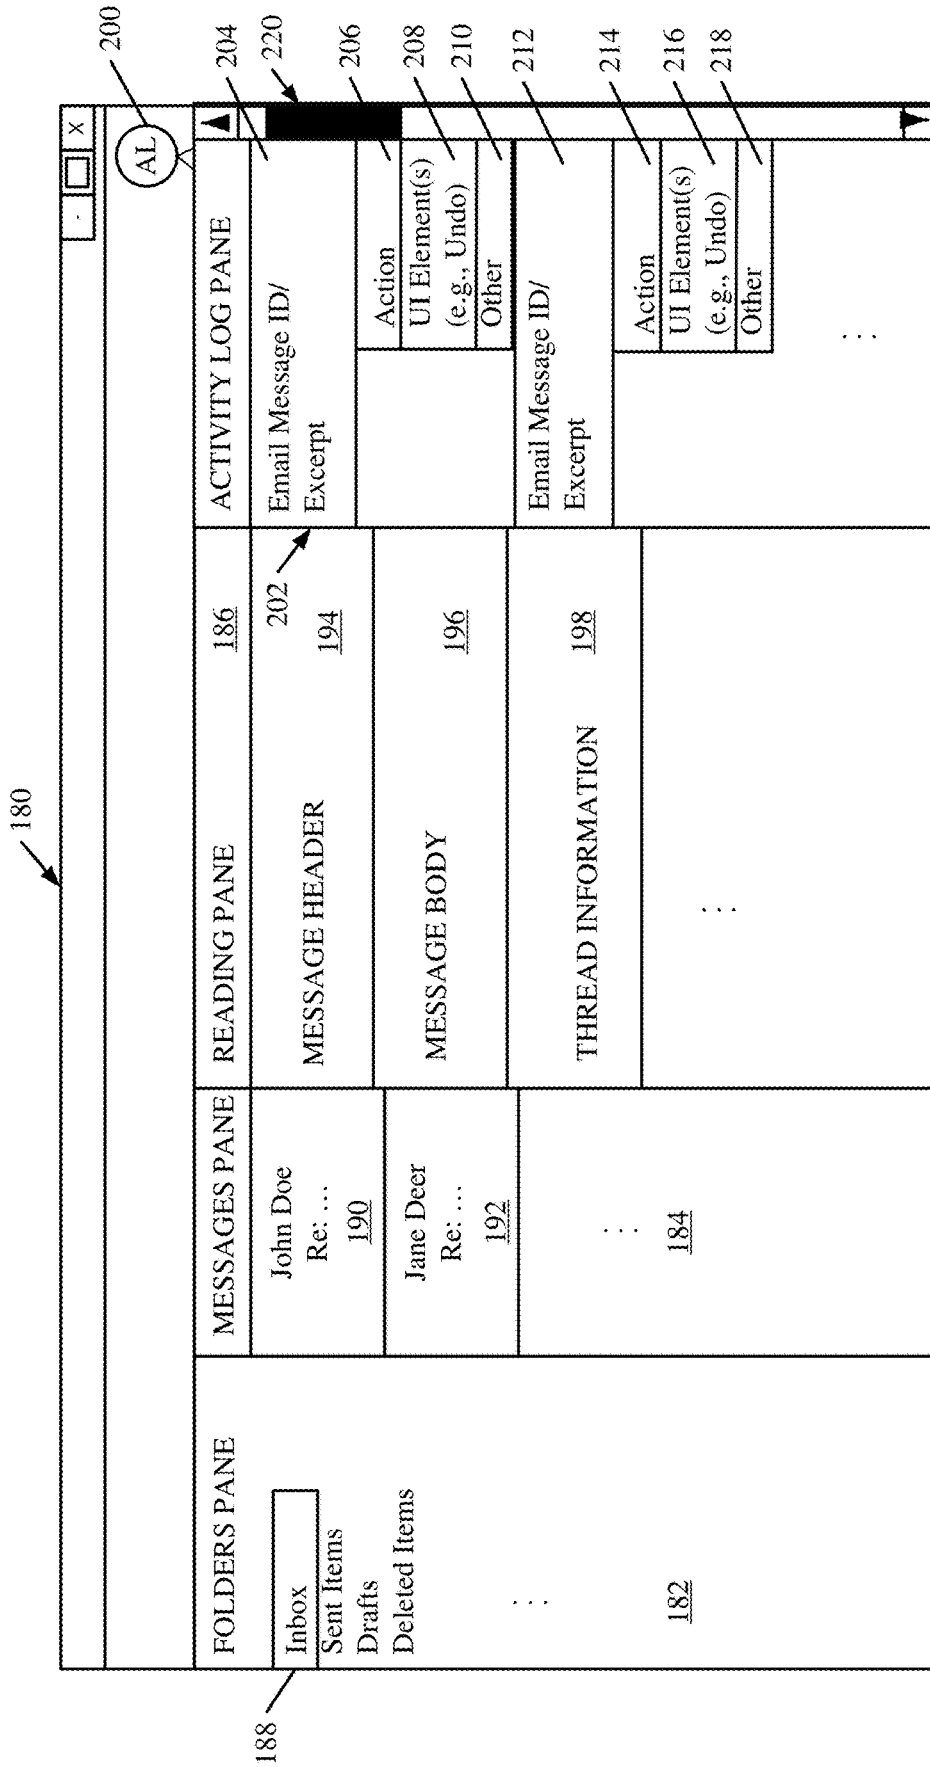 180
- X
AL
200
FOLDERS PANE
188
Inbox
Sent Items
Drafts
Deleted Items
. . .
182
MESSAGES PANE
John Doe
Re: …
190
Jane Deer
Re: …
192
. . .
184
READING PANE 186
MESSAGE HEADER 194
MESSAGE BODY 196
THREAD INFORMATION 198
. . .
ACTIVITY LOG PANE
202
Email Message ID/
Excerpt
204
220
Action
206
UI Element(s)
(e.g., Undo)
208
Other
210
Email Message ID/
Excerpt
212
Action
214
UI Element(s)
(e.g., Undo)
216
Other
218
. . .